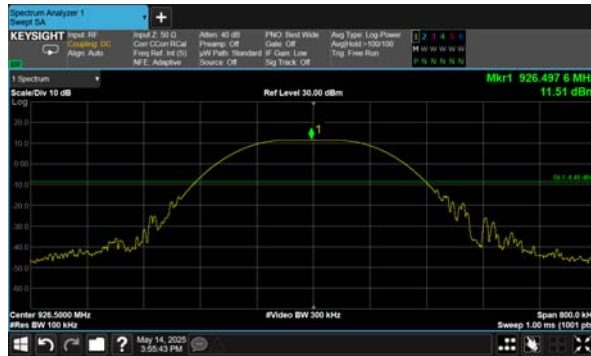 Spectrum Analyzer 1
Swept SA
+
KEYSIGHT
Input: RF
Coupling: DC
Align: Auto
Input Z: 50 Ω
Corr CCorr RCal
Freq Ref: Int (S)
NFE: Adaptive
Atten: 40 dB
Preamp: Off
µW Path: Standard
Source: Off
PNO: Best Wide
Gate: Off
IF Gain: Low
Sig Track: Off
Avg Type: Log-Power
Avg|Hold >100/100
Trig: Free Run
1 2 3 4 5 6
M W W W W W
P N N N N N
1 Spectrum
Scale/Div 10 dB
Log
Ref Level 30.00 dBm
Mkr1 926.497 6 MH
11.51 dBn
1
20.0
10.0
0.00
-10.0
-20.0
-30.0
-40.0
-50.0
-60.0
Center 926.5000 MHz
#Res BW 100 kHz
#Video BW 300 kHz
Span 800.0 kH
Sweep 1.00 ms (1001 pts
?
May 14, 2025
3:55:43 PM